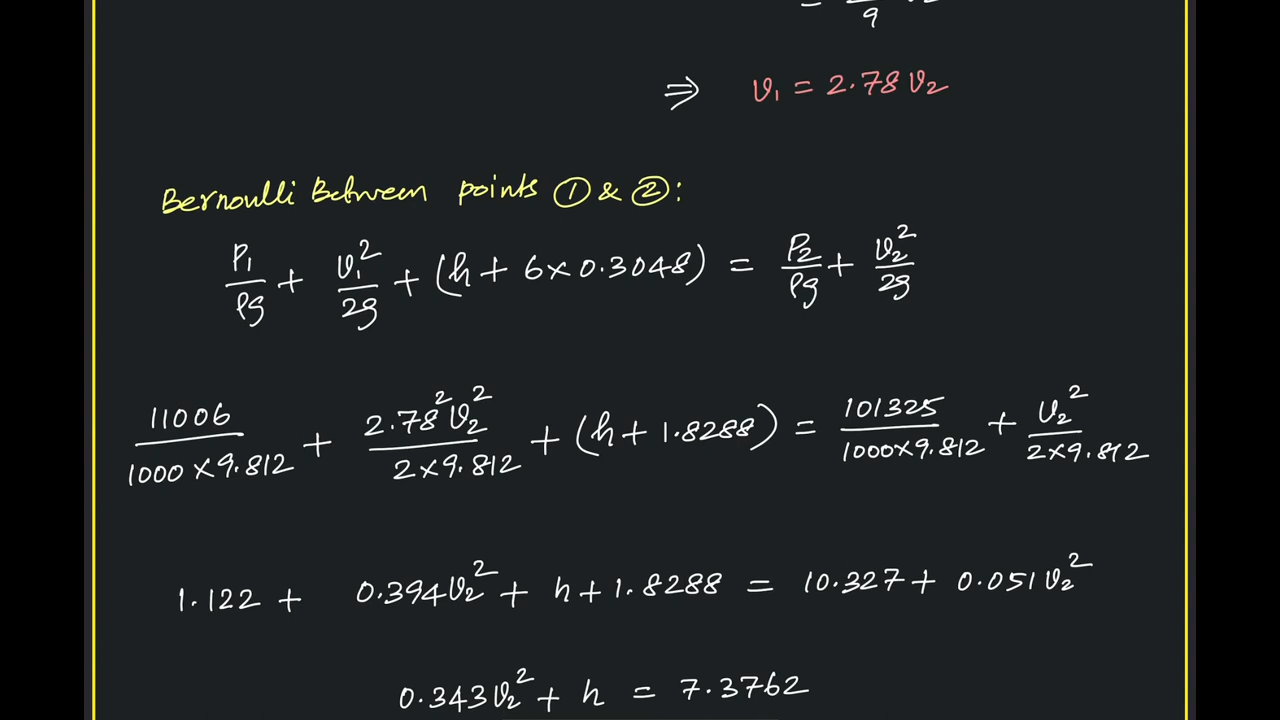 = 9
⇒ v₁ = 2.78 v₂
Bernoulli Between points ① & ②:
P₁/ρg + v₁²/2g + (h + 6×0.3048) = P₂/ρg + v₂²/2g
11006/1000×9.812 + 2.78²v₂²/2×9.812 + (h+1.8288) = 101325/1000×9.812 + v₂²/2×9.812
1.122 + 0.394v₂² + h+1.8288 = 10.327+ 0.051v₂²
0.343v₂² + h = 7.3762